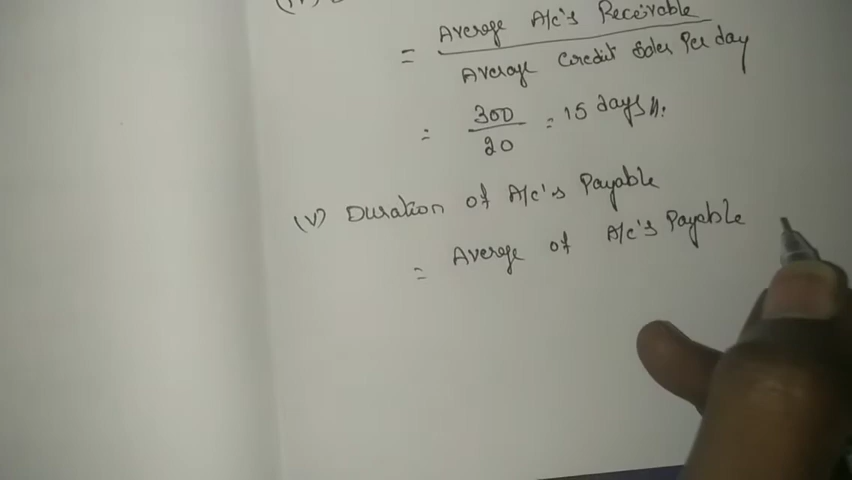 = Average A/c's Receivable
Average Credit Sales Per day
= 300
20
= 15 days //.
(V) Duration of A/c's Payable
= Average of A/c's Payable